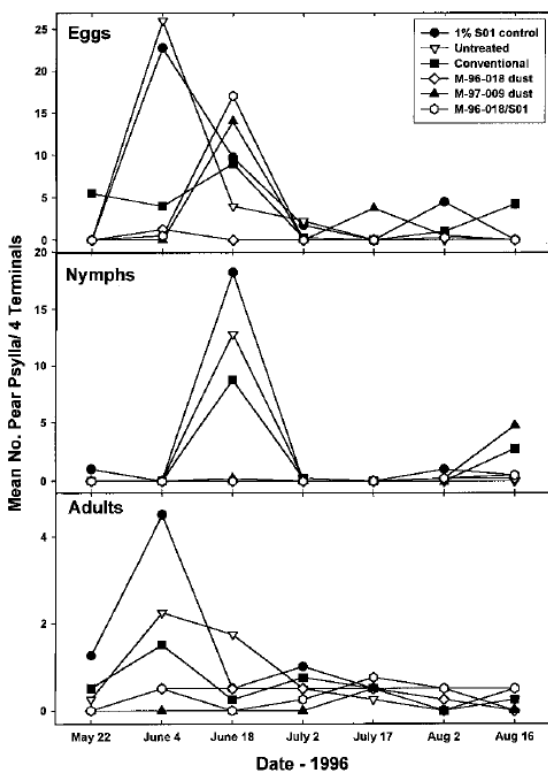 Eggs
1% S01 control
Untreated
Conventional
M-96-018 dust
M-97-009 dust
M-96-018/S01
25
20
15
10
5
0
Nymphs
20
15
10
5
0
Adults
4
2
0
Mean No. Pear Psylla/ 4 Terminals
May 22 June 4 June 18 July 2 July 17 Aug 2 Aug 16
Date - 1996